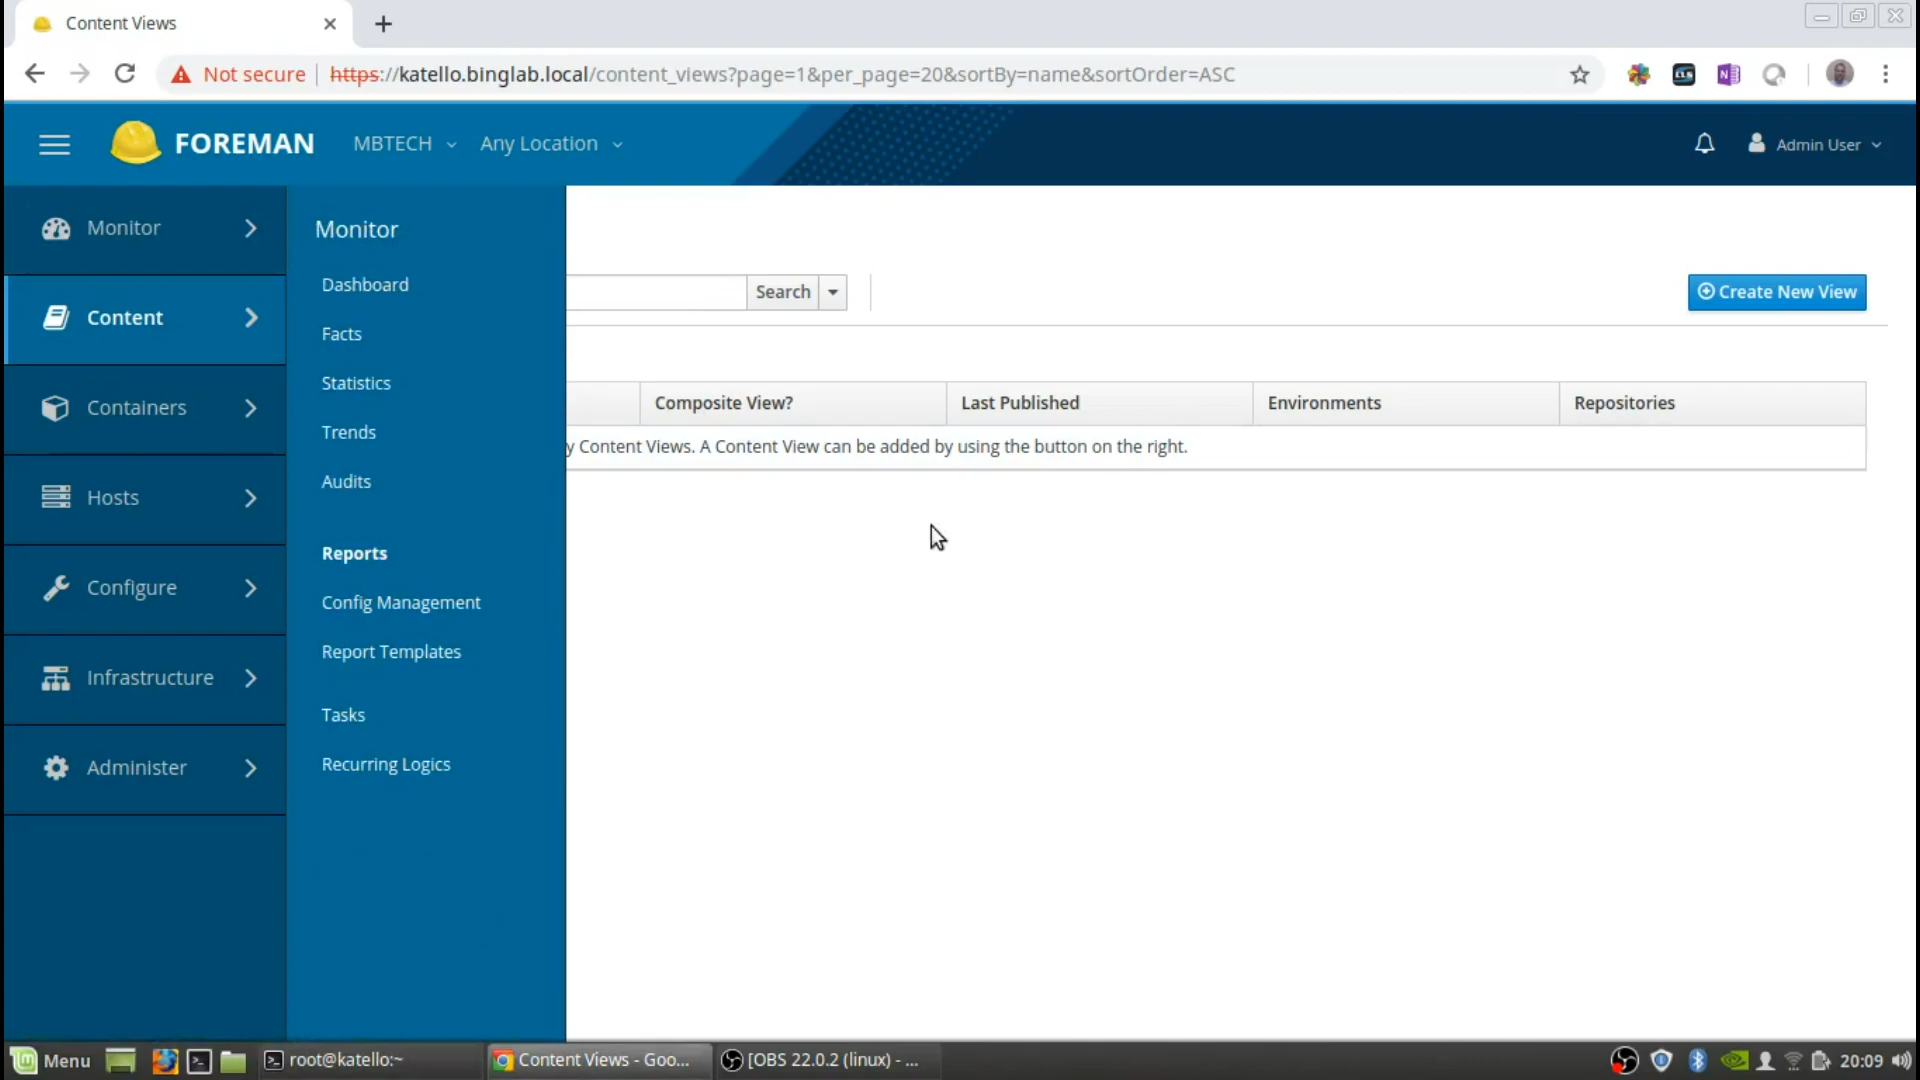 Content Views
Not secure | https://katello.binglab.local/content_views?page=1&per_page=20&sortBy=name&sortOrder=ASC
FOREMAN MBTECH Any Location Admin User
Monitor
Content
Containers
Hosts
Configure
Infrastructure
Administer
Monitor
Dashboard
Facts
Statistics
Trends
Audits
Reports
Config Management
Report Templates
Tasks
Recurring Logics
Search
Create New View
Composite View? Last Published Environments Repositories
y Content Views. A Content View can be added by using the button on the right.
Menu root@katello:~ Content Views - Goo... [OBS 22.0.2 (linux) - ... 20:09